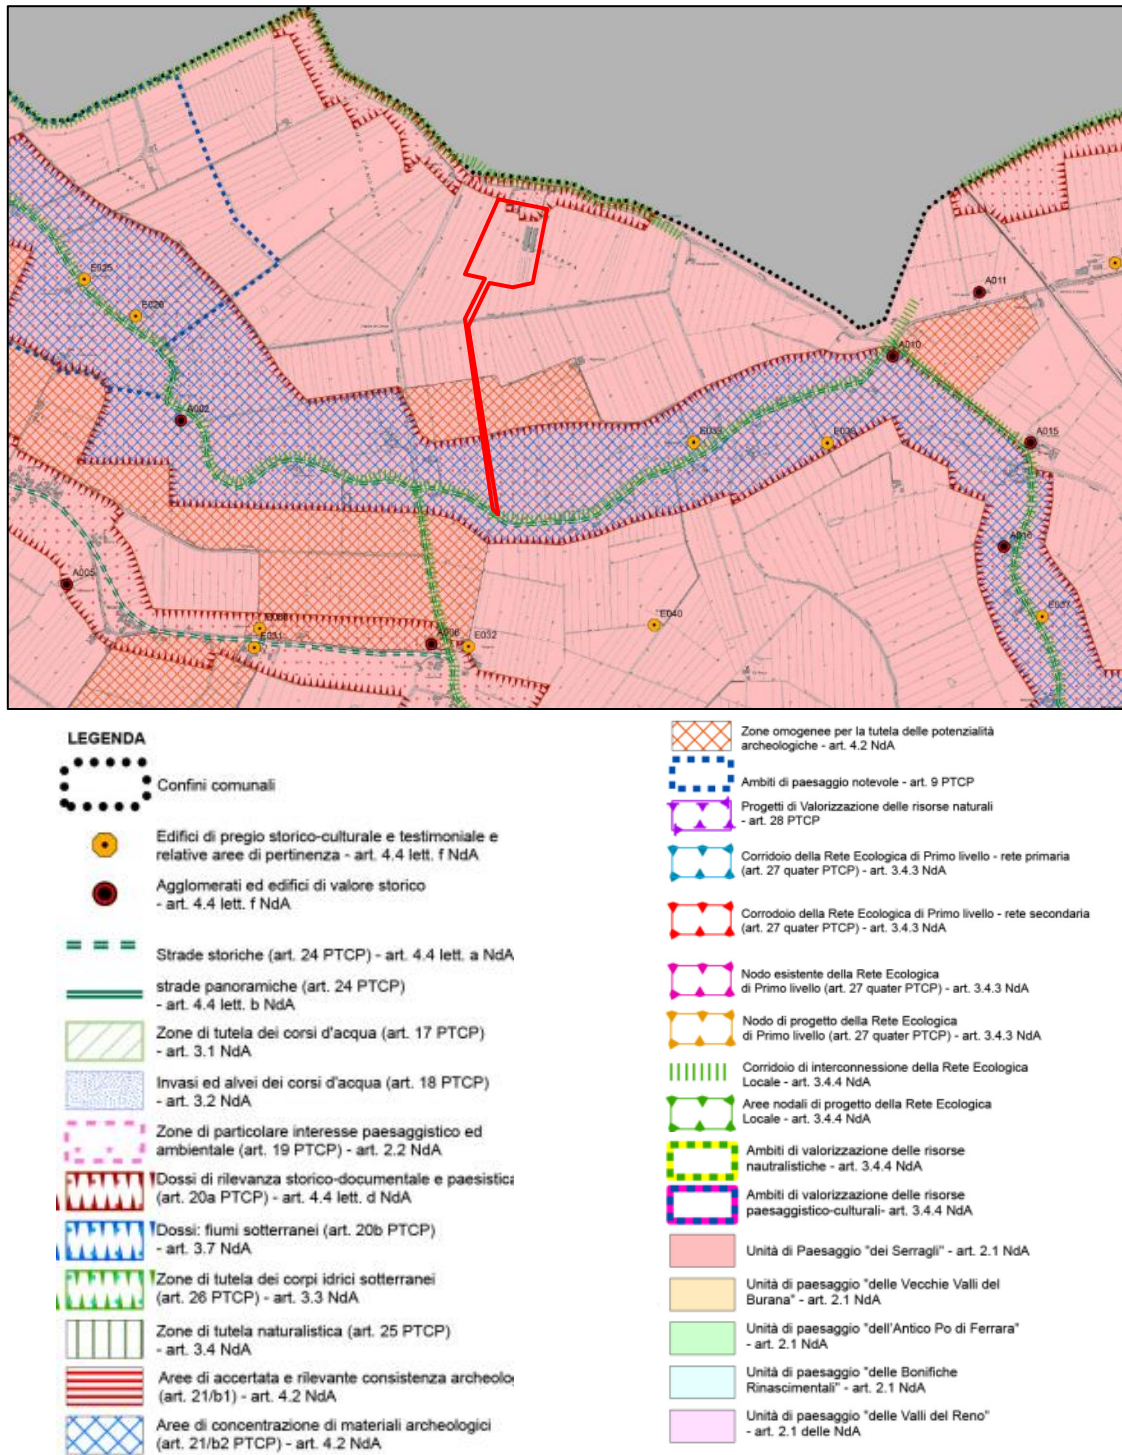 E025
E026
A002
A011
A010
A015
E039
E038
A016
E037
A005
E031
E032
E040
LEGENDA
Confini comunali
Edifici di pregio storico-culturale e testimoniale e
relative aree di pertinenza - art. 4.4 lett. f NdA
Agglomerati ed edifici di valore storico
- art. 4.4 lett. f NdA
Strade storiche (art. 24 PTCP) - art. 4.4 lett. a NdA
strade panoramiche (art. 24 PTCP)
- art. 4.4 lett. b NdA
Zone di tutela dei corsi d'acqua (art. 17 PTCP)
- art. 3.1 NdA
Invasi ed alvei dei corsi d'acqua (art. 18 PTCP)
- art. 3.2 NdA
Zone di particolare interesse paesaggistico ed
ambientale (art. 19 PTCP) - art. 2.2 NdA
Dossi di rilevanza storico-documentale e paesistica
(art. 20a PTCP) - art. 4.4 lett. d NdA
Dossi: fiumi sotterranei (art. 20b PTCP)
- art. 3.7 NdA
Zone di tutela dei corpi idrici sotterranei
(art. 26 PTCP) - art. 3.3 NdA
Zone di tutela naturalistica (art. 25 PTCP)
- art. 3.4 NdA
Aree di accertata e rilevante consistenza archeolo
(art. 21/b1) - art. 4.2 NdA
Aree di concentrazione di materiali archeologici
(art. 21/b2 PTCP) - art. 4.2 NdA
Zone omogenee per la tutela delle potenzialità
archeologiche - art. 4.2 NdA
Ambiti di paesaggio notevole - art. 9 PTCP
Progetti di Valorizzazione delle risorse naturali
- art. 28 PTCP
Corridoio della Rete Ecologica di Primo livello - rete primaria
(art. 27 quater PTCP) - art. 3.4.3 NdA
Corrodoio della Rete Ecologica di Primo livello - rete secondaria
(art. 27 quater PTCP) - art. 3.4.3 NdA
Nodo esistente della Rete Ecologica
di Primo livello (art. 27 quater PTCP) - art. 3.4.3 NdA
Nodo di progetto della Rete Ecologica
di Primo livello (art. 27 quater PTCP) - art. 3.4.3 NdA
Corridoio di interconnessione della Rete Ecologica
Locale - art. 3.4.4 NdA
Aree nodali di progetto della Rete Ecologica
Locale - art. 3.4.4 NdA
Ambiti di valorizzazione delle risorse
nautralistiche - art. 3.4.4 NdA
Ambiti di valorizzazione delle risorse
paesaggistico-culturali- art. 3.4.4 NdA
Unità di Paesaggio "dei Serragli" - art. 2.1 NdA
Unità di paesaggio "delle Vecchie Valli del
Burana" - art. 2.1 NdA
Unità di paesaggio "dell'Antico Po di Ferrara"
- art. 2.1 NdA
Unità di paesaggio "delle Bonifiche
Rinascimentali" - art. 2.1 NdA
Unità di paesaggio "delle Valli del Reno"
- art. 2.1 delle NdA